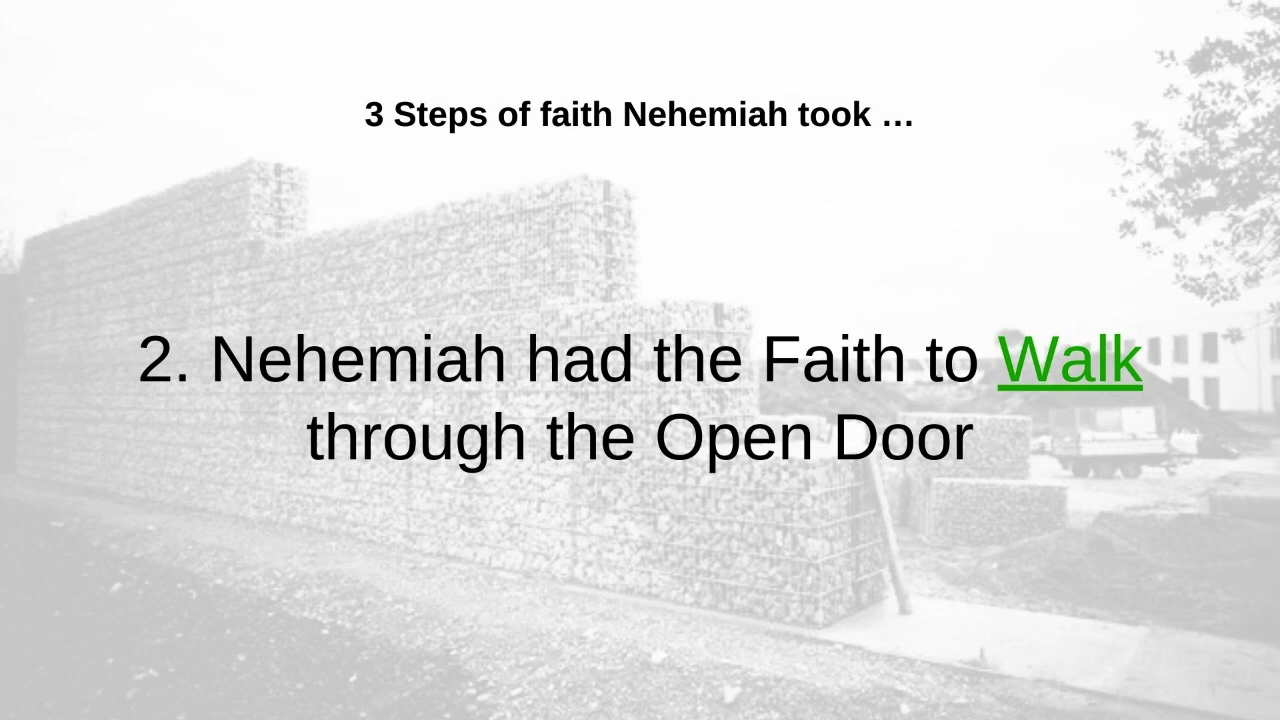 3 Steps of faith Nehemiah took …
2. Nehemiah had the Faith to Walk
through the Open Door